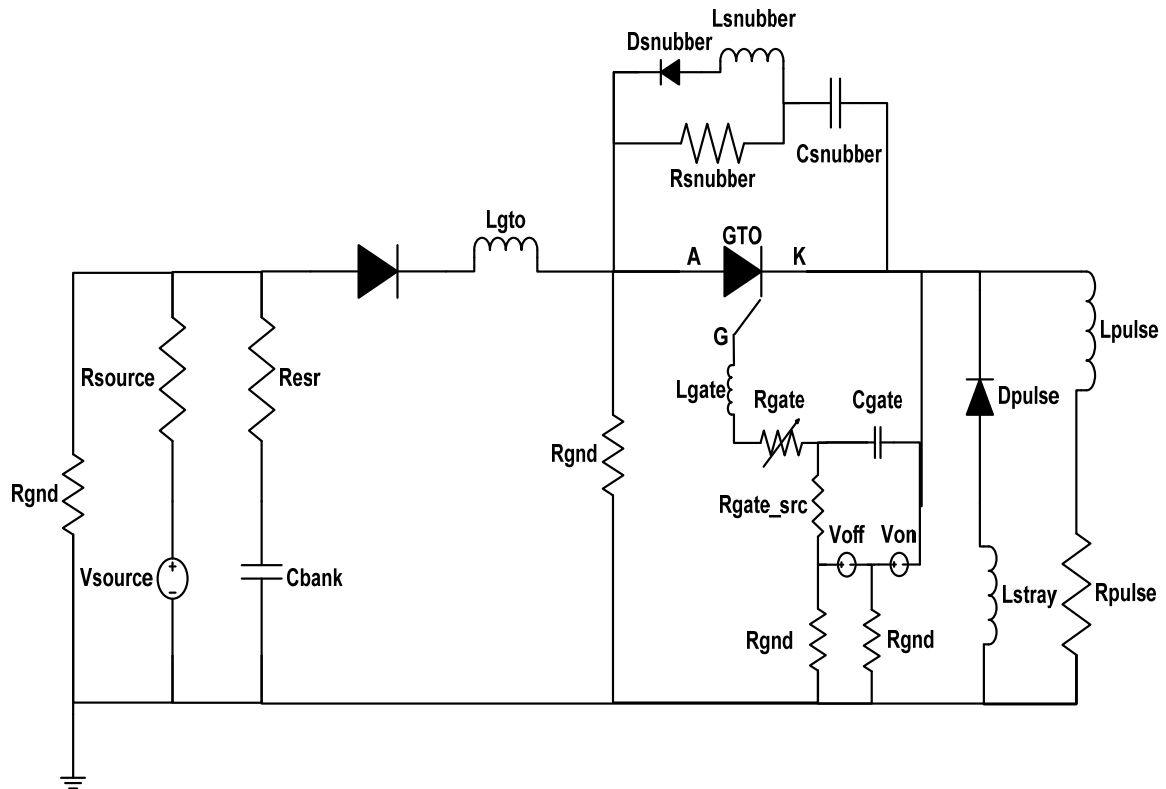 Lsnubber
Dsnubber
Csnubber
Rsnubber
Lgto
GTO
A
K
G
Lpulse
Rsource
Resr
Lgate
Rgate
Cgate
Dpulse
Rgnd
Rgnd
Rgate_src
Voff
Von
+
+
+
-
Vsource
Cbank
Lstray
Rpulse
Rgnd
Rgnd